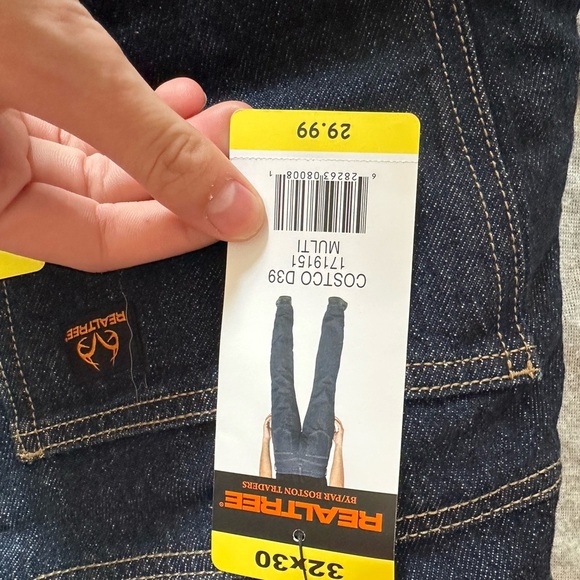 32x30
REALTREE®
BY/PAR BOSTON TRADERS
COSTCO D39
1719151
MULTI
6 28263 08008 1
29.99
REALTREE